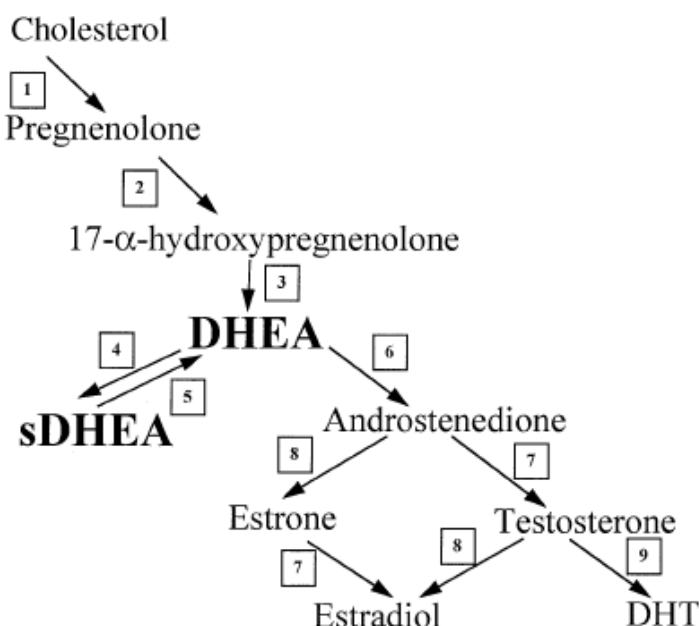 Cholesterol
1
Pregnenolone
2
17-α-hydroxypregnenolone
3
DHEA
4
6
5
sDHEA
Androstenedione
8
7
Estrone
Testosterone
7
8
9
Estradiol
DHT